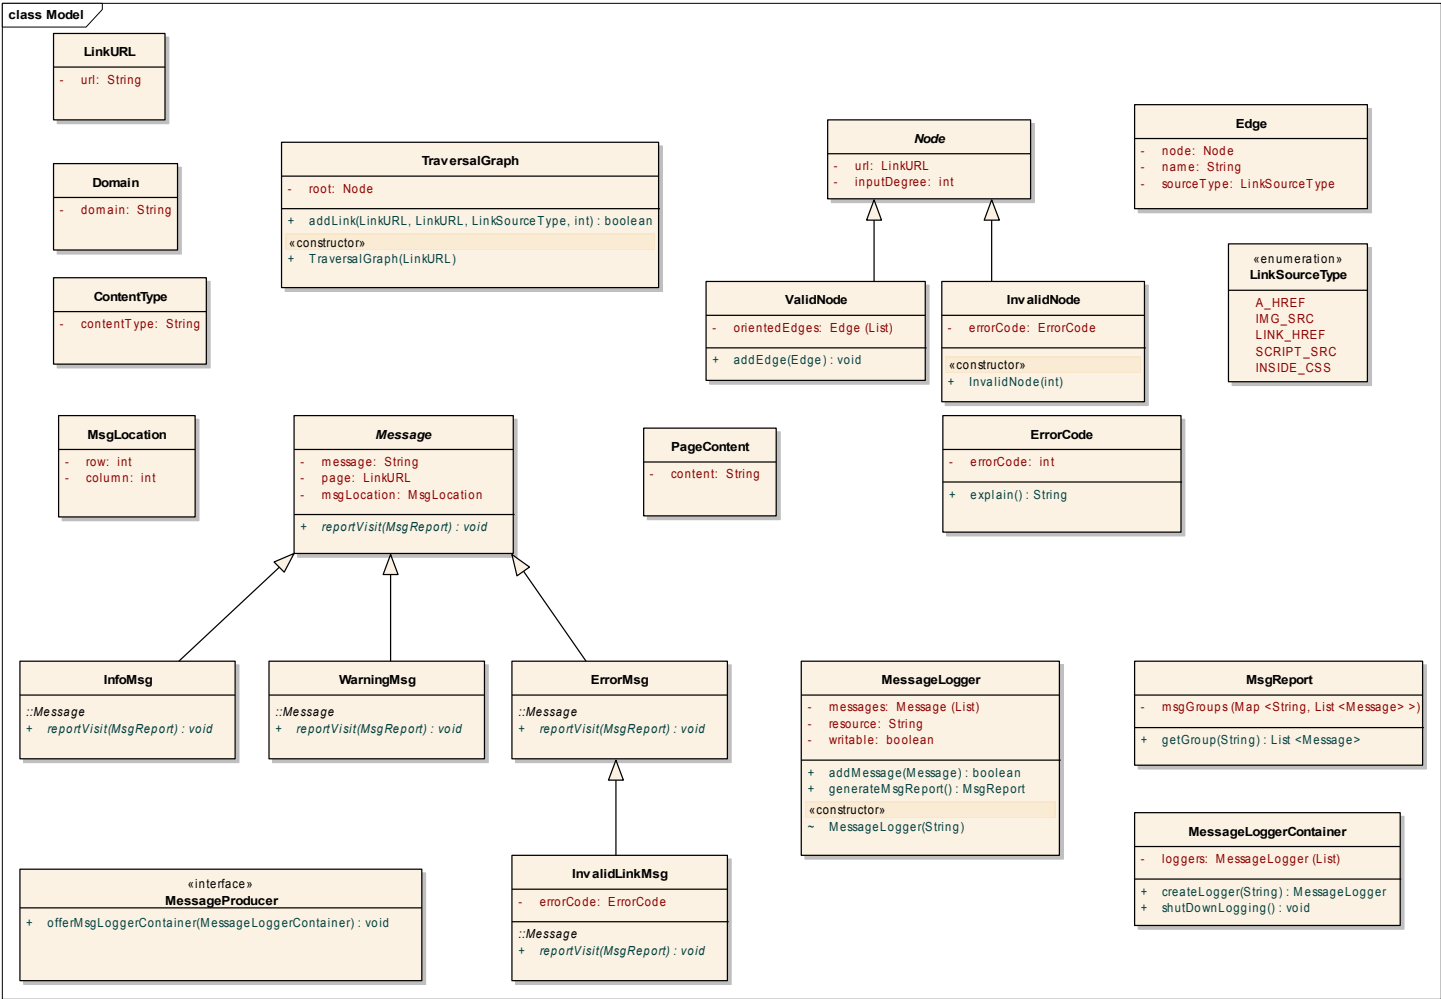 class Model
LinkURL
- url: String
Domain
- domain: String
ContentType
- contentType: String
TraversalGraph
- root: Node
+ addLink(LinkURL, LinkURL, LinkSourceType, int) : boolean
«constructor»
+ TraversalGraph(LinkURL)
Node
- url: LinkURL
- inputDegree: int
Edge
- node: Node
- name: String
- sourceType: LinkSourceType
«enumeration»
LinkSourceType
A_HREF
IMG_SRC
LINK_HREF
SCRIPT_SRC
INSIDE_CSS
ValidNode
- orientedEdges: Edge (List)
+ addEdge(Edge) : void
InvalidNode
- errorCode: ErrorCode
«constructor»
+ InvalidNode(int)
MsgLocation
- row: int
- column: int
Message
- message: String
- page: LinkURL
- msgLocation: MsgLocation
+ reportVisit(MsgReport) : void
PageContent
- content: String
ErrorCode
- errorCode: int
+ explain() : String
InfoMsg
::Message
+ reportVisit(MsgReport) : void
WarningMsg
::Message
+ reportVisit(MsgReport) : void
ErrorMsg
::Message
+ reportVisit(MsgReport) : void
MessageLogger
- messages: Message (List)
- resource: String
- writable: boolean
+ addMessage(Message) : boolean
+ generateMsgReport() : MsgReport
«constructor»
~ MessageLogger(String)
MsgReport
- msgGroups (Map <String, List <Message> >)
+ getGroup(String) : List <Message>
MessageLoggerContainer
- loggers: MessageLogger (List)
+ createLogger(String) : MessageLogger
+ shutDownLogging() : void
«interface»
MessageProducer
+ offerMsgLoggerContainer(MessageLoggerContainer) : void
InvalidLinkMsg
- errorCode: ErrorCode
::Message
+ reportVisit(MsgReport) : void